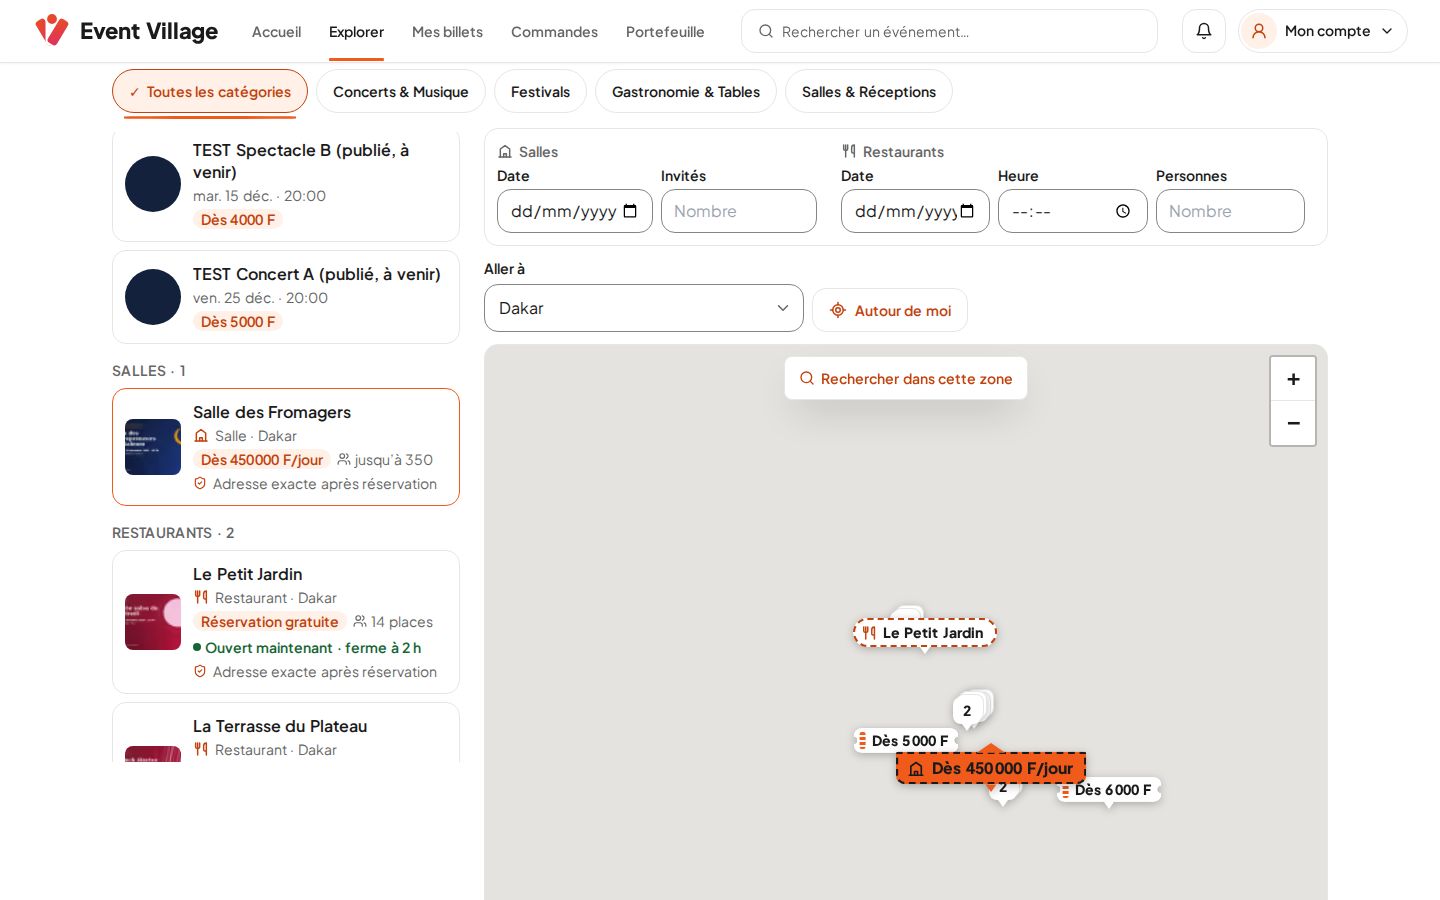 Event Village
Accueil
Explorer
Mes billets
Commandes
Portefeuille
Rechercher un événement…
Mon compte
✓ Toutes les catégories
Concerts & Musique
Festivals
Gastronomie & Tables
Salles & Réceptions
TEST Spectacle B (publié, à
venir)
mar. 15 déc. · 20:00
Dès 4000 F
TEST Concert A (publié, à venir)
ven. 25 déc. · 20:00
Dès 5000 F
SALLES · 1
Salle des Fromagers
Salle · Dakar
Dès 450000 F/jour
jusqu'à 350
Adresse exacte après réservation
RESTAURANTS · 2
Le Petit Jardin
Restaurant · Dakar
Réservation gratuite
14 places
Ouvert maintenant · ferme à 2 h
Adresse exacte après réservation
La Terrasse du Plateau
Restaurant · Dakar
Salles
Date
Invités
dd/mm/yyyy
Nombre
Restaurants
Date
Heure
Personnes
dd/mm/yyyy
--:--
Nombre
Aller à
Dakar
Autour de moi
Rechercher dans cette zone
+
−
Le Petit Jardin
2
Dès 5 000 F
Dès 450 000 F/jour
2
Dès 6 000 F